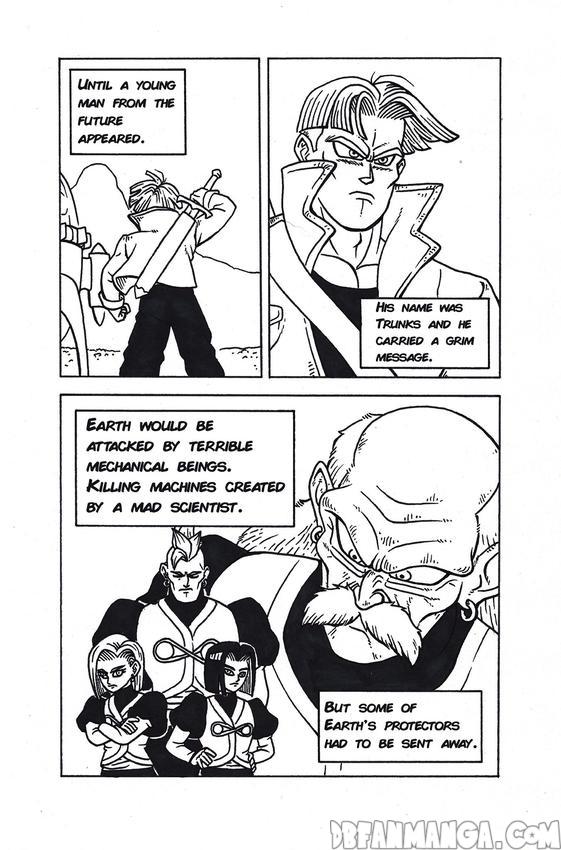 UNTIL A YOUNG
MAN FROM THE
FUTURE
APPEARED.
HIS NAME WAS
TRUNKS AND HE
CARRIED A GRIM
MESSAGE.
EARTH WOULD BE
ATTACKED BY TERRIBLE
MECHANICAL BEINGS.
KILLING MACHINES CREATED
BY A MAD SCIENTIST.
BUT SOME OF
EARTH'S PROTECTORS
HAD TO BE SENT AWAY.
DBFANMANGA.COM